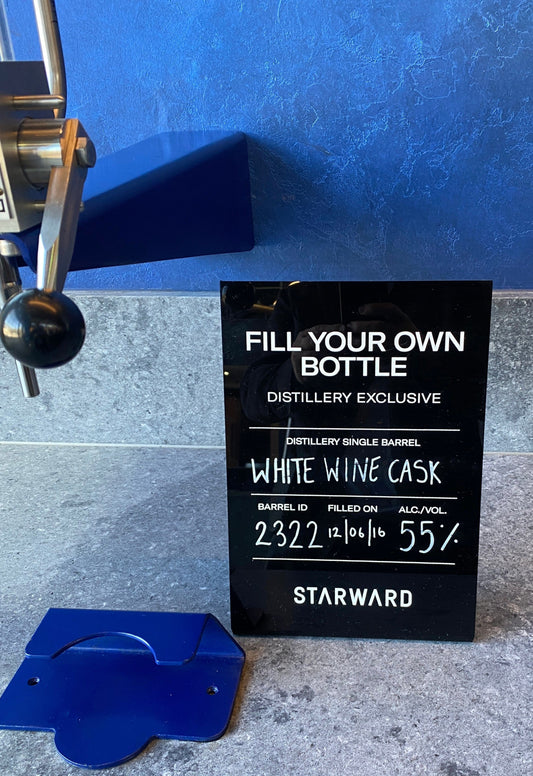 FILL YOUR OWN
BOTTLE
DISTILLERY EXCLUSIVE
DISTILLERY SINGLE BARREL
WHITE WINE CASK
BARREL ID FILLED ON ALC./VOL.
2322 12/06/16 55%
STARWARD